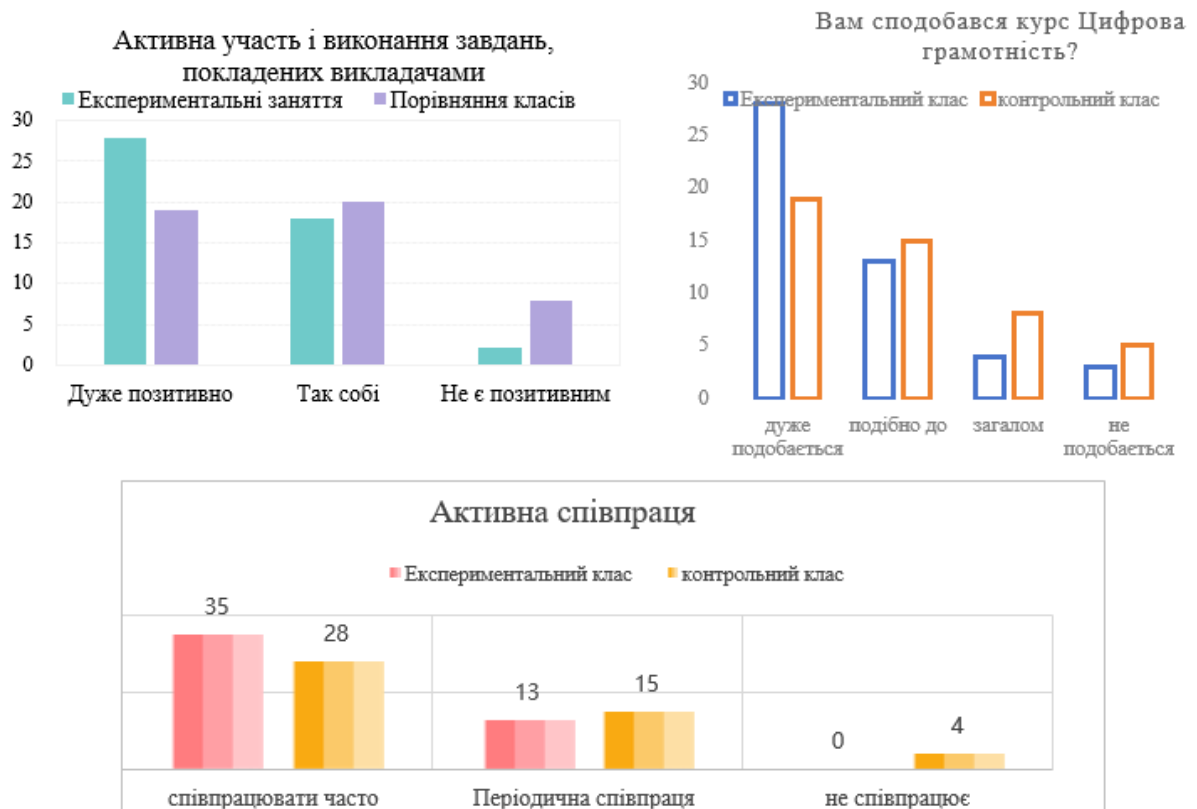 Активна участь і виконання завдань,
покладених викладачами
Експериментальні заняття Порівняння класів
30
25
20
15
10
5
0
Дуже позитивно Так собі Не є позитивним
Вам сподобався курс Цифрова
грамотність?
30
Експериментальний клас контрольний клас
25
20
15
10
5
0
дуже подібно до загалом не
подобається подобається
Активна співпраця
Експериментальний клас контрольний клас
35
28
13
15
0
4
співпрацювати часто Періодична співпраця не співпрацює